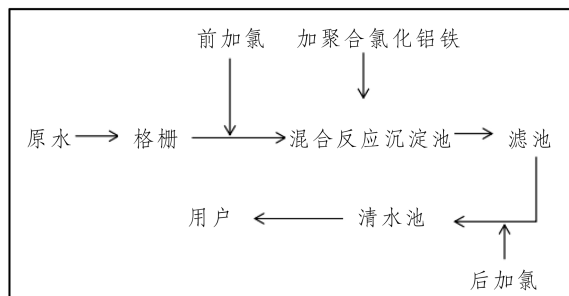 前加氯
加聚合氯化铝铁
原水
格栅
混合反应沉淀池
滤池
用户
清水池
后加氯